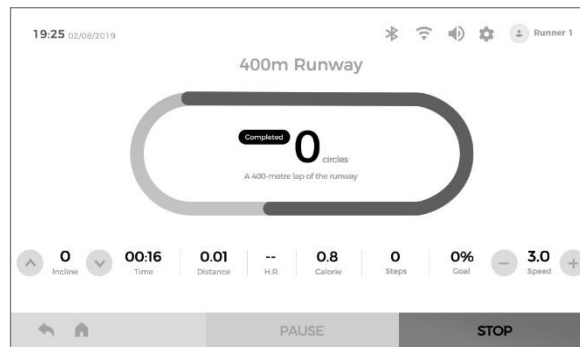 19:25 02/08/2019 Runner 1
400m Runway
Completed 0 circles
A 400-metre lap of the runway
0 00:16 0.01 -- 0.8 0 0% 3.0
Incline Time Distance H.R. Calorie Steps Goal Speed
PAUSE STOP